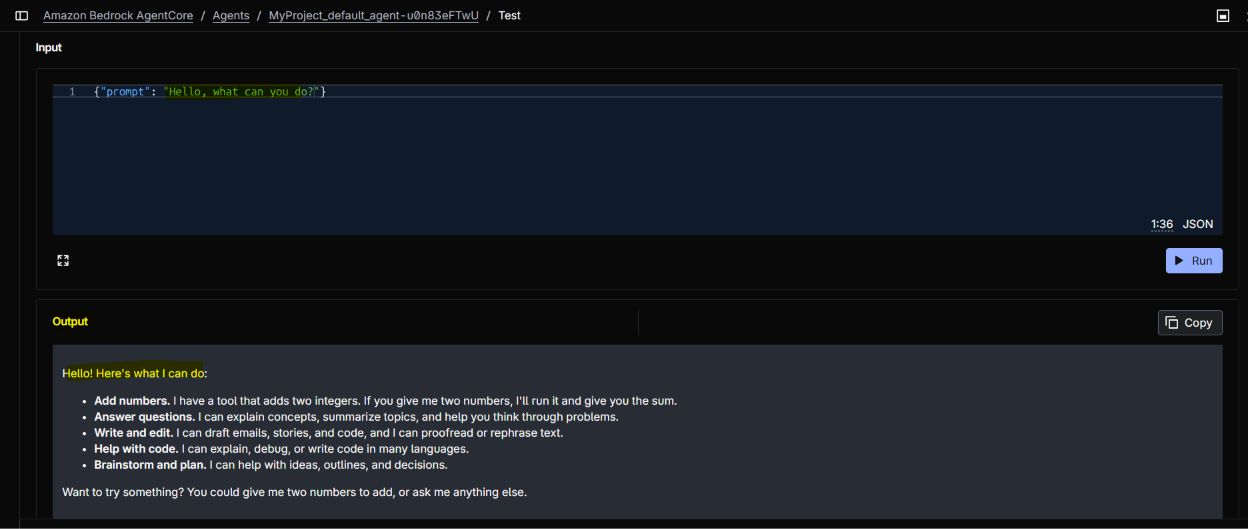 Amazon Bedrock AgentCore / Agents / MyProject_default_agent-u0n83eFTwU / Test
Input
1 {"prompt": "Hello, what can you do?"}
1:36 JSON
Run
Output
Copy
Hello! Here's what I can do:
• Add numbers. I have a tool that adds two integers. If you give me two numbers, I'll run it and give you the sum.
• Answer questions. I can explain concepts, summarize topics, and help you think through problems.
• Write and edit. I can draft emails, stories, and code, and I can proofread or rephrase text.
• Help with code. I can explain, debug, or write code in many languages.
• Brainstorm and plan. I can help with ideas, outlines, and decisions.
Want to try something? You could give me two numbers to add, or ask me anything else.